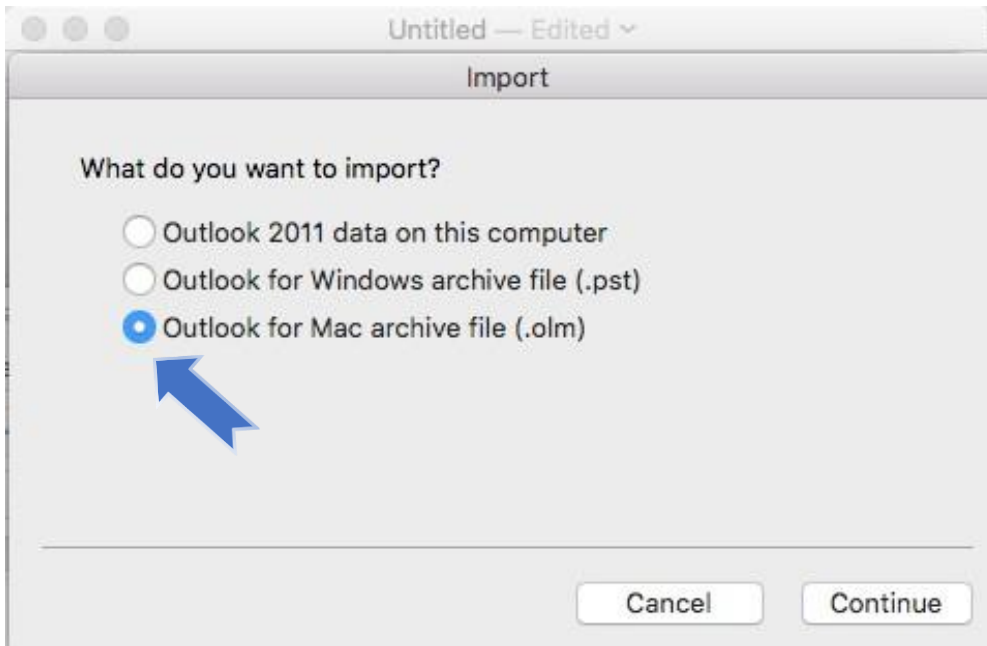 Untitled — Edited
Import
What do you want to import?
Outlook 2011 data on this computer
Outlook for Windows archive file (.pst)
Outlook for Mac archive file (.olm)
Cancel
Continue